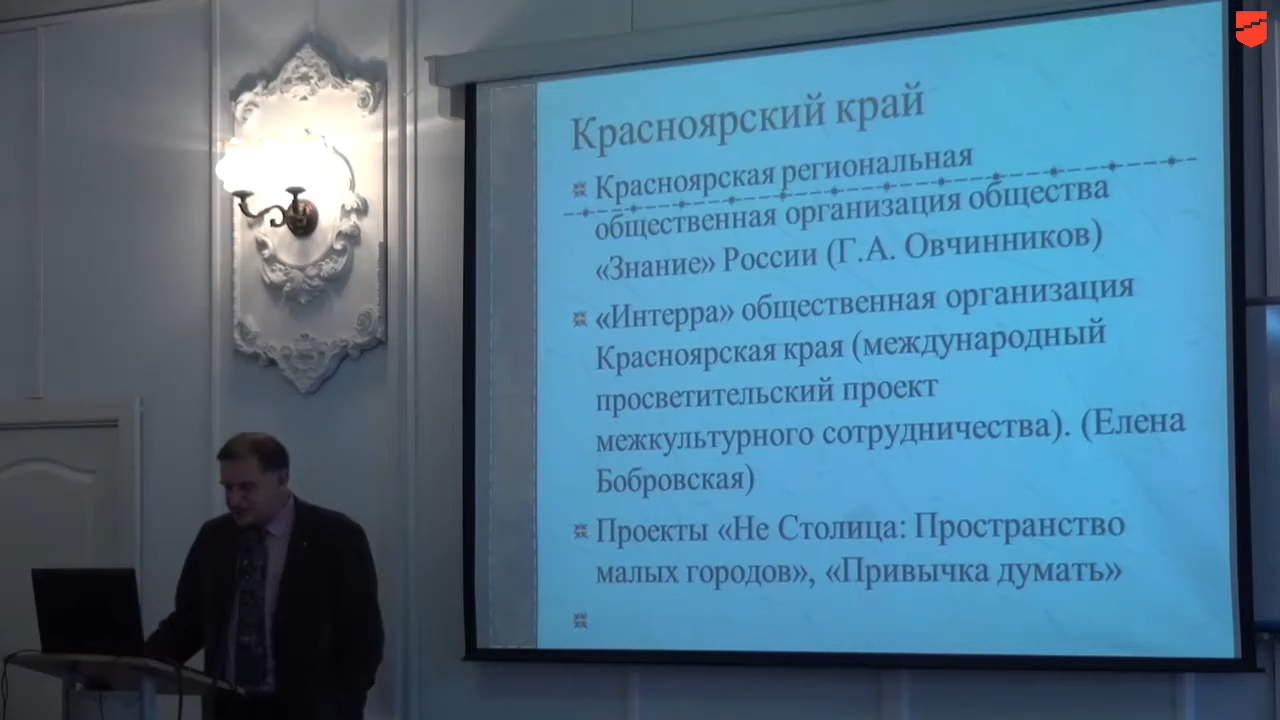 Красноярский край
Красноярская региональная
общественная организация общества
«Знание» России (Г.А. Овчинников)
«Интерра» общественная организация
Красноярская края (международный
просветительский проект
межкультурного сотрудничества). (Елена
Бобровская)
Проекты «Не Столица: Пространство
малых городов», «Привычка думать»